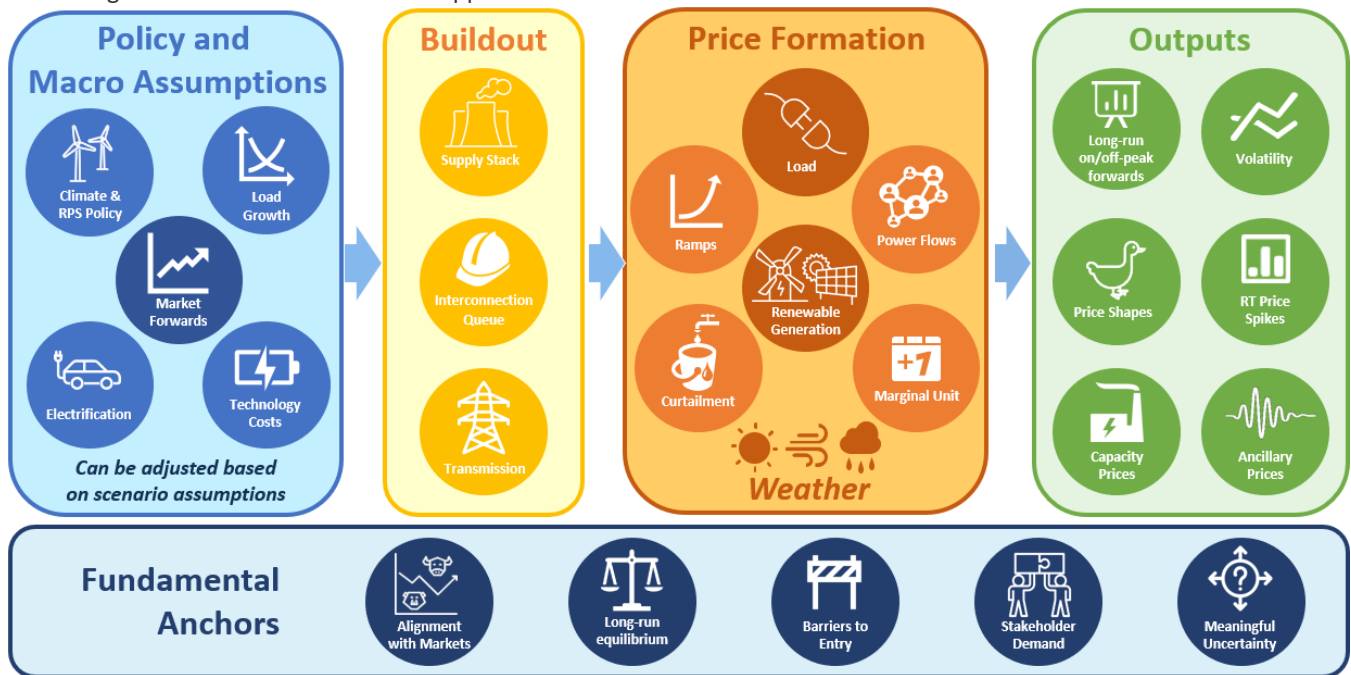 Policy and
Macro Assumptions
Climate &
RPS Policy
Load
Growth
Market
Forwards
Electrification
Technology
Costs
Can be adjusted based
on scenario assumptions
Buildout
Supply Stack
Interconnection
Queue
Transmission
Price Formation
Load
Ramps
Power Flows
Renewable
Generation
Curtailment
+1
Marginal Unit
Weather
Outputs
Long-run
on/off-peak
forwards
Volatility
Price Shapes
RT Price
Spikes
Capacity
Prices
Ancillary
Prices
Fundamental
Anchors
Alignment
with Markets
Long-run
equilibrium
Barriers to
Entry
Stakeholder
Demand
?
Meaningful
Uncertainty